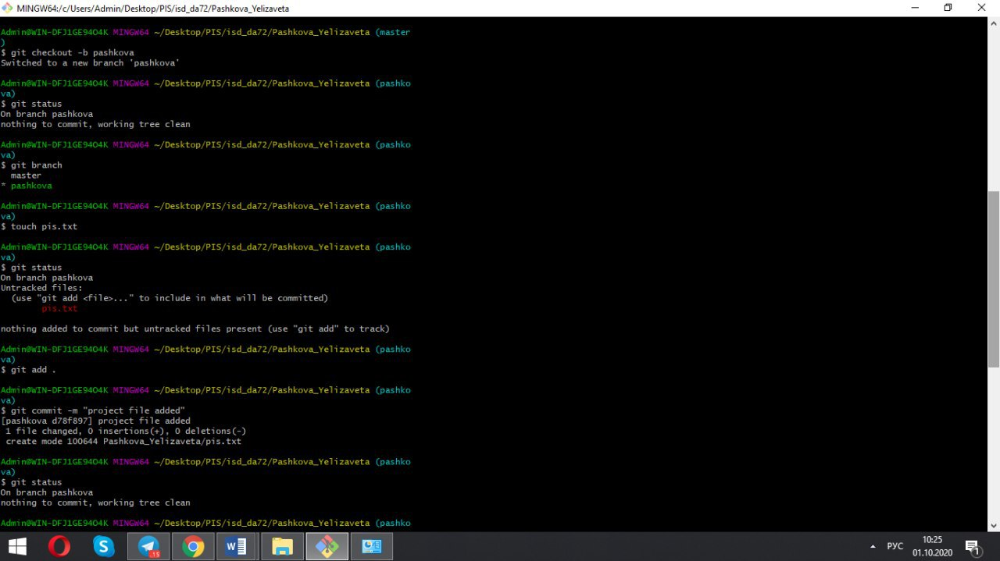 MINGW64:/c/Users/Admin/Desktop/PIS/isd_da72/Pashkova_Yelizaveta
Admin@WIN-DFJ1GE94O4K MINGW64 ~/Desktop/PIS/isd_da72/Pashkova_Yelizaveta (master
)
$ git checkout -b pashkova
Switched to a new branch 'pashkova'
Admin@WIN-DFJ1GE94O4K MINGW64 ~/Desktop/PIS/isd_da72/Pashkova_Yelizaveta (pashko
va)
$ git status
On branch pashkova
nothing to commit, working tree clean
Admin@WIN-DFJ1GE94O4K MINGW64 ~/Desktop/PIS/isd_da72/Pashkova_Yelizaveta (pashko
va)
$ git branch
  master
* pashkova
Admin@WIN-DFJ1GE94O4K MINGW64 ~/Desktop/PIS/isd_da72/Pashkova_Yelizaveta (pashko
va)
$ touch pis.txt
Admin@WIN-DFJ1GE94O4K MINGW64 ~/Desktop/PIS/isd_da72/Pashkova_Yelizaveta (pashko
va)
$ git status
On branch pashkova
Untracked files:
  (use "git add <file>..." to include in what will be committed)
        pis.txt
nothing added to commit but untracked files present (use "git add" to track)
Admin@WIN-DFJ1GE94O4K MINGW64 ~/Desktop/PIS/isd_da72/Pashkova_Yelizaveta (pashko
va)
$ git add .
Admin@WIN-DFJ1GE94O4K MINGW64 ~/Desktop/PIS/isd_da72/Pashkova_Yelizaveta (pashko
va)
$ git commit -m "project file added"
[pashkova d78f897] project file added
 1 file changed, 0 insertions(+), 0 deletions(-)
 create mode 100644 Pashkova_Yelizaveta/pis.txt
Admin@WIN-DFJ1GE94O4K MINGW64 ~/Desktop/PIS/isd_da72/Pashkova_Yelizaveta (pashko
va)
$ git status
On branch pashkova
nothing to commit, working tree clean
Admin@WIN-DFJ1GE94O4K MINGW64 ~/Desktop/PIS/isd_da72/Pashkova_Yelizaveta (pashko
РУС
10:25
01.10.2020
1